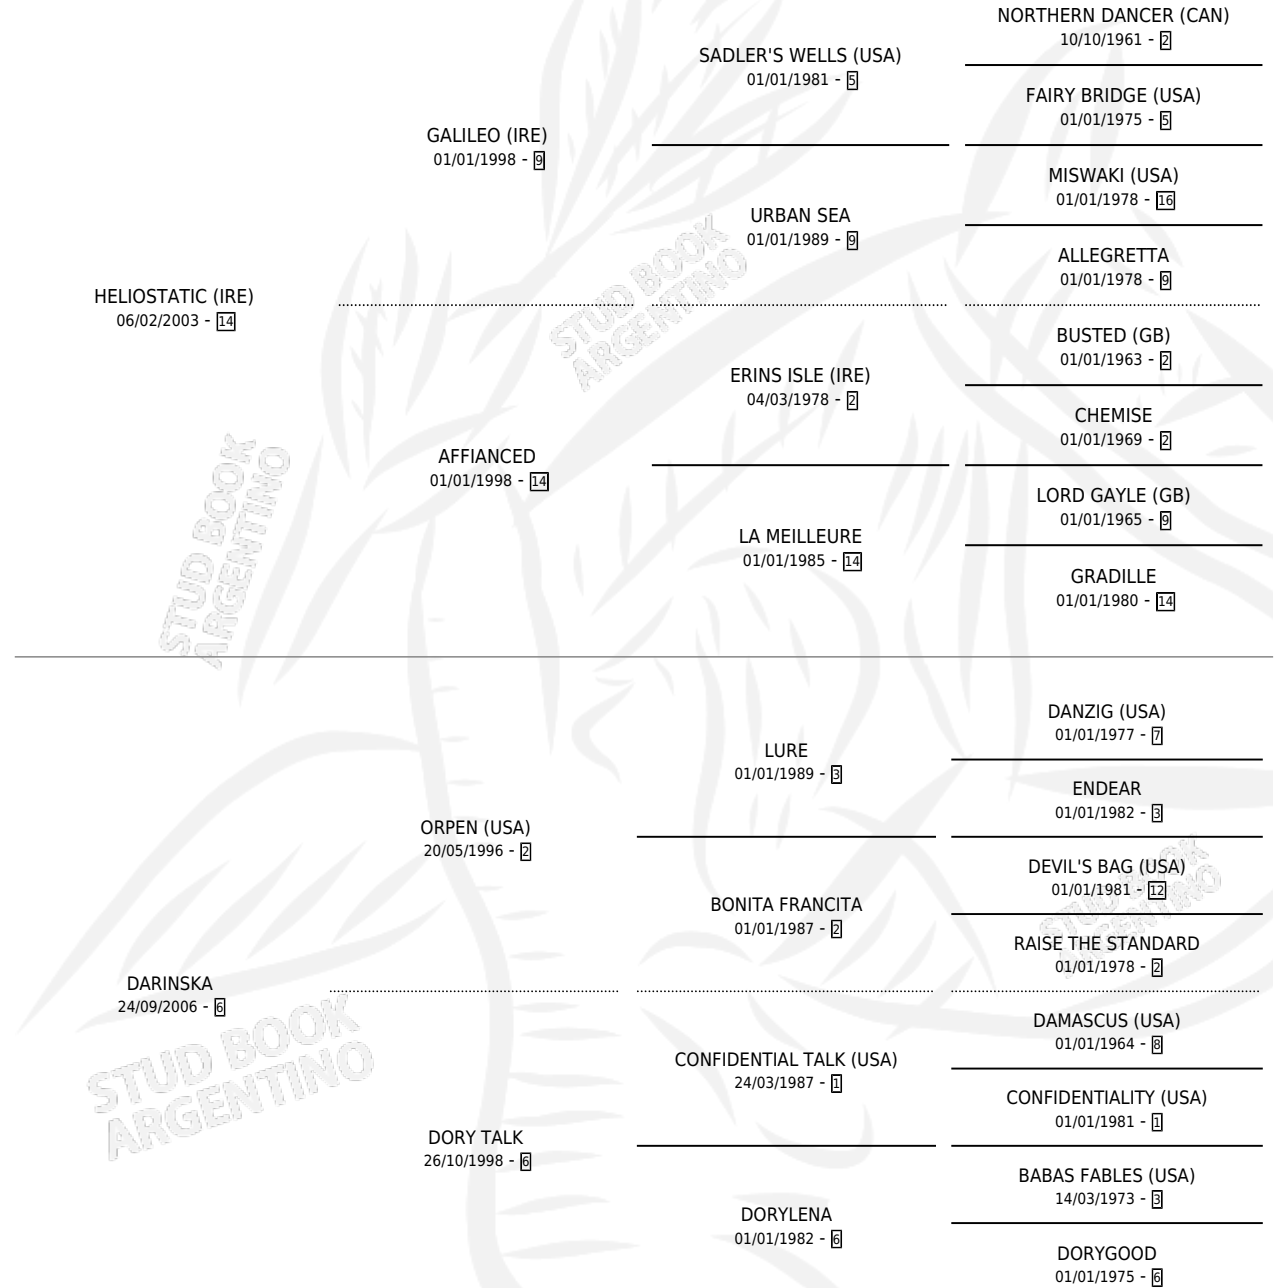 NORTHERN DANCER (CAN)
10/10/1961 - 2
SADLER'S WELLS (USA)
01/01/1981 - 5
FAIRY BRIDGE (USA)
01/01/1975 - 5
GALILEO (IRE)
01/01/1998 - 9
MISWAKI (USA)
01/01/1978 - 16
URBAN SEA
01/01/1989 - 9
ALLEGRETTA
01/01/1978 - 9
HELIOSTATIC (IRE)
06/02/2003 - 14
STUD BOOK
ARGENTINO
BUSTED (GB)
01/01/1963 - 2
ERINS ISLE (IRE)
04/03/1978 - 2
CHEMISE
01/01/1969 - 2
AFFIANCED
01/01/1998 - 14
LORD GAYLE (GB)
01/01/1965 - 9
LA MEILLEURE
01/01/1985 - 14
GRADILLE
01/01/1980 - 14
STUD BOOK
ARGENTINO
DANZIG (USA)
01/01/1977 - 7
LURE
01/01/1989 - 3
ENDEAR
01/01/1982 - 3
ORPEN (USA)
20/05/1996 - 2
DEVIL'S BAG (USA)
01/01/1981 - 12
BONITA FRANCITA
01/01/1987 - 2
STUD BOOK
ARGENTINO
RAISE THE STANDARD
01/01/1978 - 2
DARINSKA
24/09/2006 - 6
DAMASCUS (USA)
01/01/1964 - 8
CONFIDENTIAL TALK (USA)
24/03/1987 - 1
CONFIDENTIALITY (USA)
01/01/1981 - 1
STUD BOOK
ARGENTINO
DORY TALK
26/10/1998 - 6
BABAS FABLES (USA)
14/03/1973 - 3
DORYLENA
01/01/1982 - 6
DORYGOOD
01/01/1975 - 6